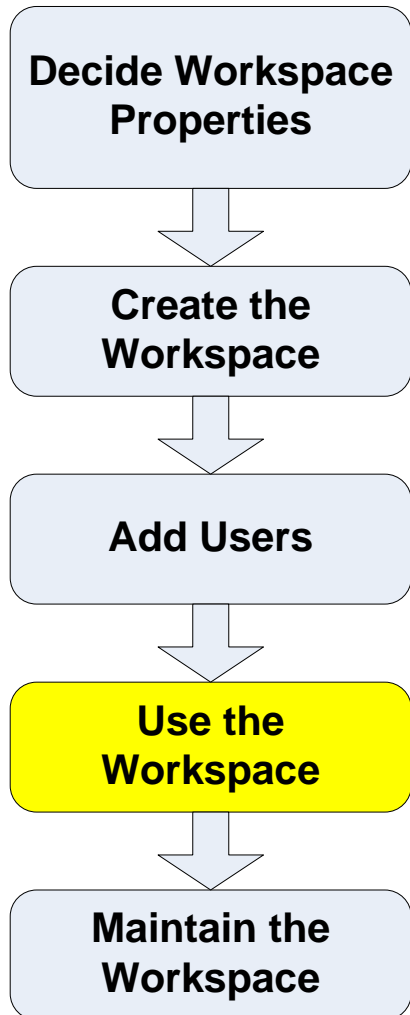 Decide Workspace
Properties
Create the
Workspace
Add Users
Use the
Workspace
Maintain the
Workspace